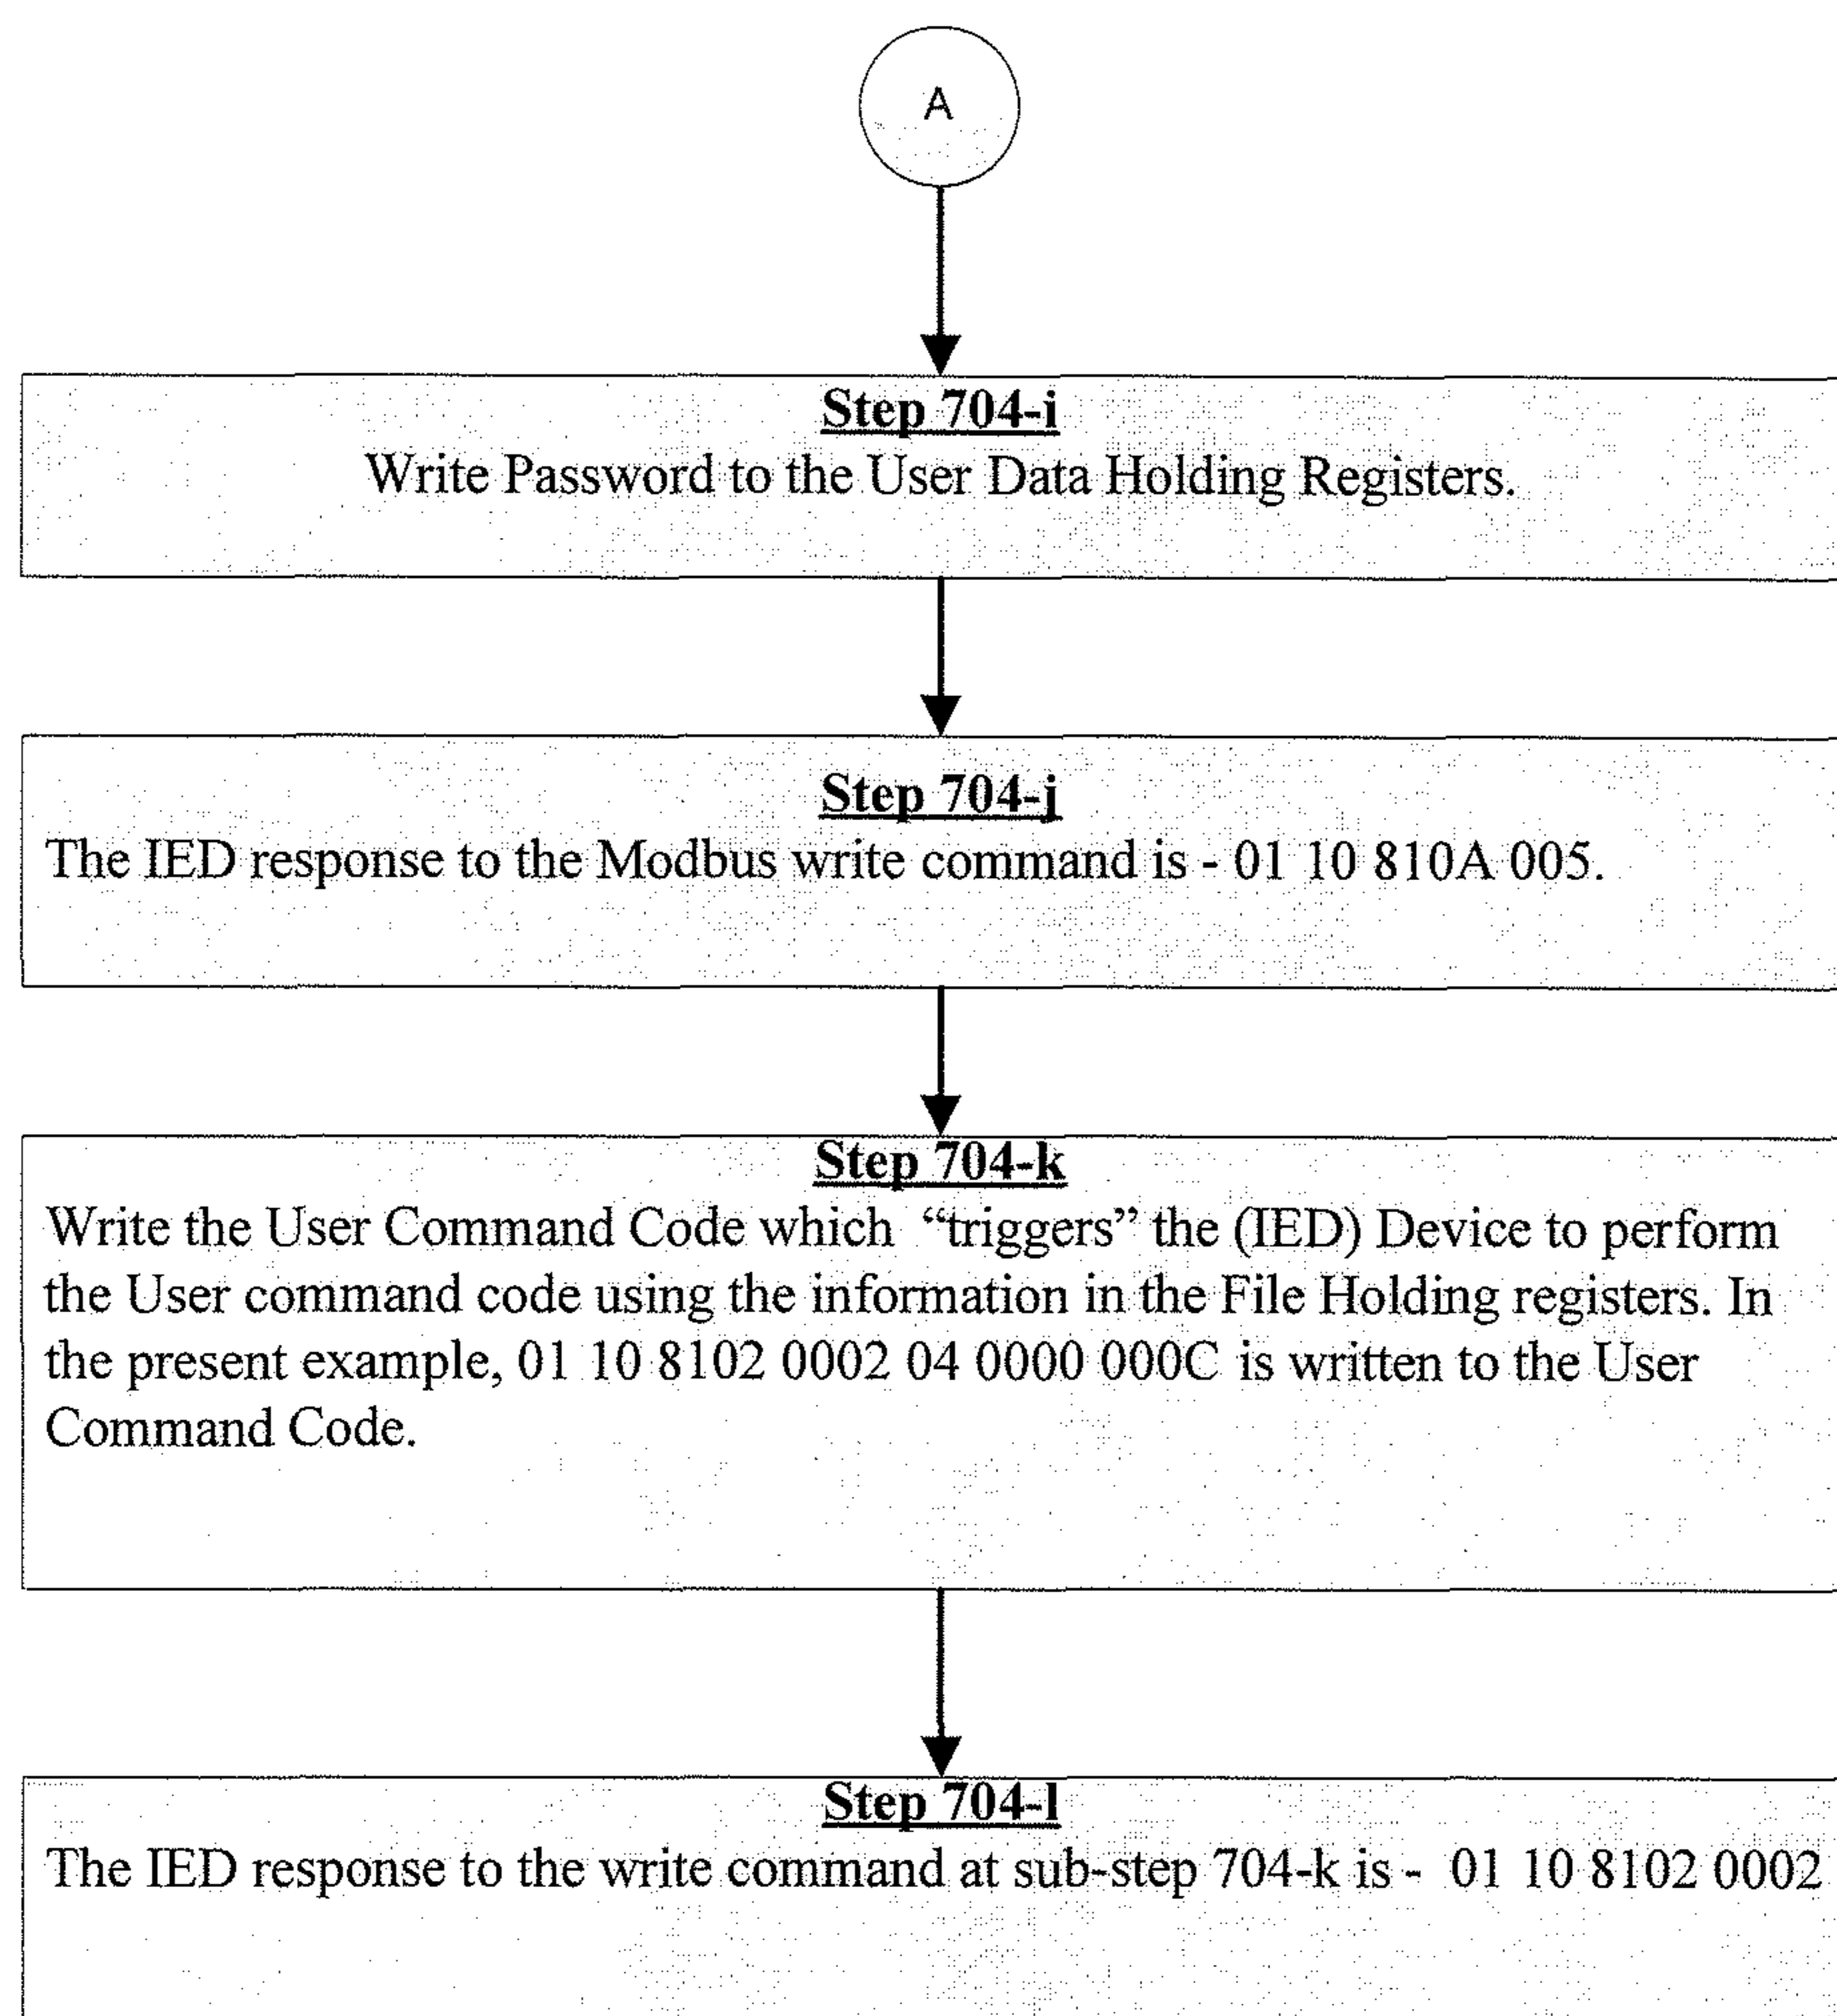 A
Step 704-i
Write Password to the User Data Holding Registers.
Step 704-j
The IED response to the Modbus write command is - 01 10 810A 005.
Step 704-k
Write the User Command Code which “triggers” the (IED) Device to perform
the User command code using the information in the File Holding registers. In
the present example, 01 10 8102 0002 04 0000 000C is written to the User
Command Code.
Step 704-l
The IED response to the write command at sub-step 704-k is - 01 10 8102 0002